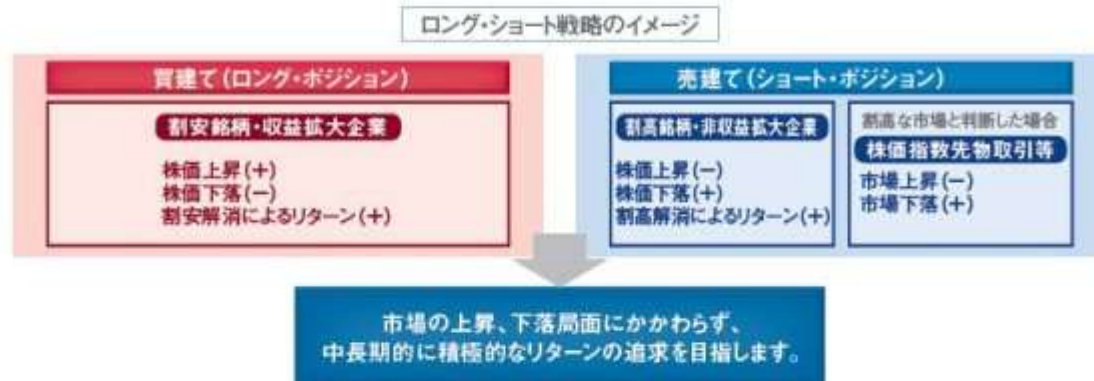 ロング・ショート戦略のイメージ
買建て(ロング・ポジション)
割安銘柄・収益拡大企業
株価上昇(+)
株価下落(−)
割安解消によるリターン(+)
売建て(ショート・ポジション)
割高銘柄・非収益拡大企業
株価上昇(−)
株価下落(+)
割高解消によるリターン(+)
割高な市場と判断した場合
株価指数先物取引等
市場上昇(−)
市場下落(+)
市場の上昇、下落局面にかかわらず、
中長期的に積極的なリターンの追求を目指します。